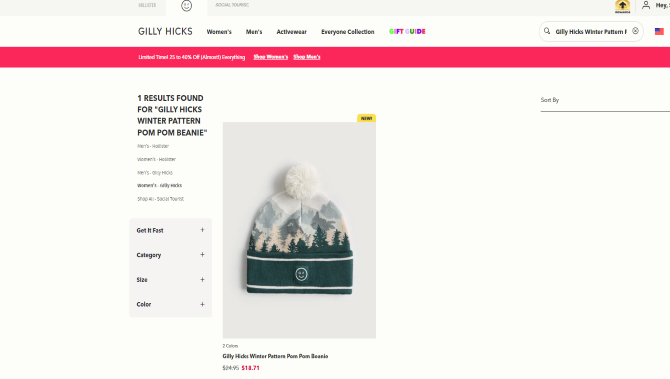 HOLLISTER
SOCIAL TOURIST
REWARDS
Hey,
GILLY HICKS
Women's
Men's
Activewear
Everyone Collection
GIFT GUIDE
Gilly Hicks Winter Pattern F
Limited Time! 25 to 40% Off (Almost) Everything
Shop Women's
Shop Men's
1 RESULTS FOUND
FOR "GILLY HICKS
WINTER PATTERN
POM POM BEANIE"
Men's - Hollister
Women's - Hollister
Men's - Gilly Hicks
Women's - Gilly Hicks
Shop All - Social Tourist
Get It Fast
Category
Size
Color
Sort By
NEW!
2 Colors
Gilly Hicks Winter Pattern Pom Pom Beanie
$24.95 $18.71